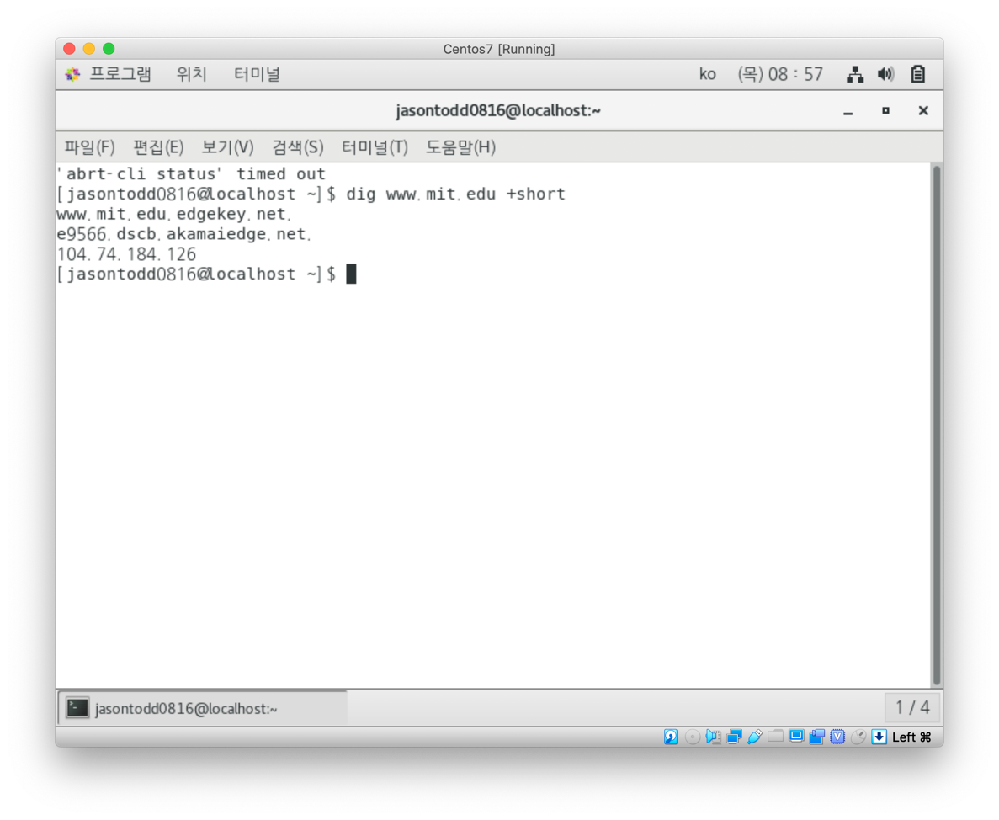 Centos7 [Running]
프로그램 위치 터미널 ko (목) 08 : 57
jasontodd0816@localhost:~
파일(F) 편집(E) 보기(V) 검색(S) 터미널(T) 도움말(H)
'abrt-cli status' timed out
[jasontodd0816@localhost ~]$ dig www.mit.edu +short
www.mit.edu.edgekey.net.
e9566.dscb.akamaiedge.net.
104.74.184.126
[jasontodd0816@localhost ~]$
jasontodd0816@localhost:~ 1 / 4
Left ⌘